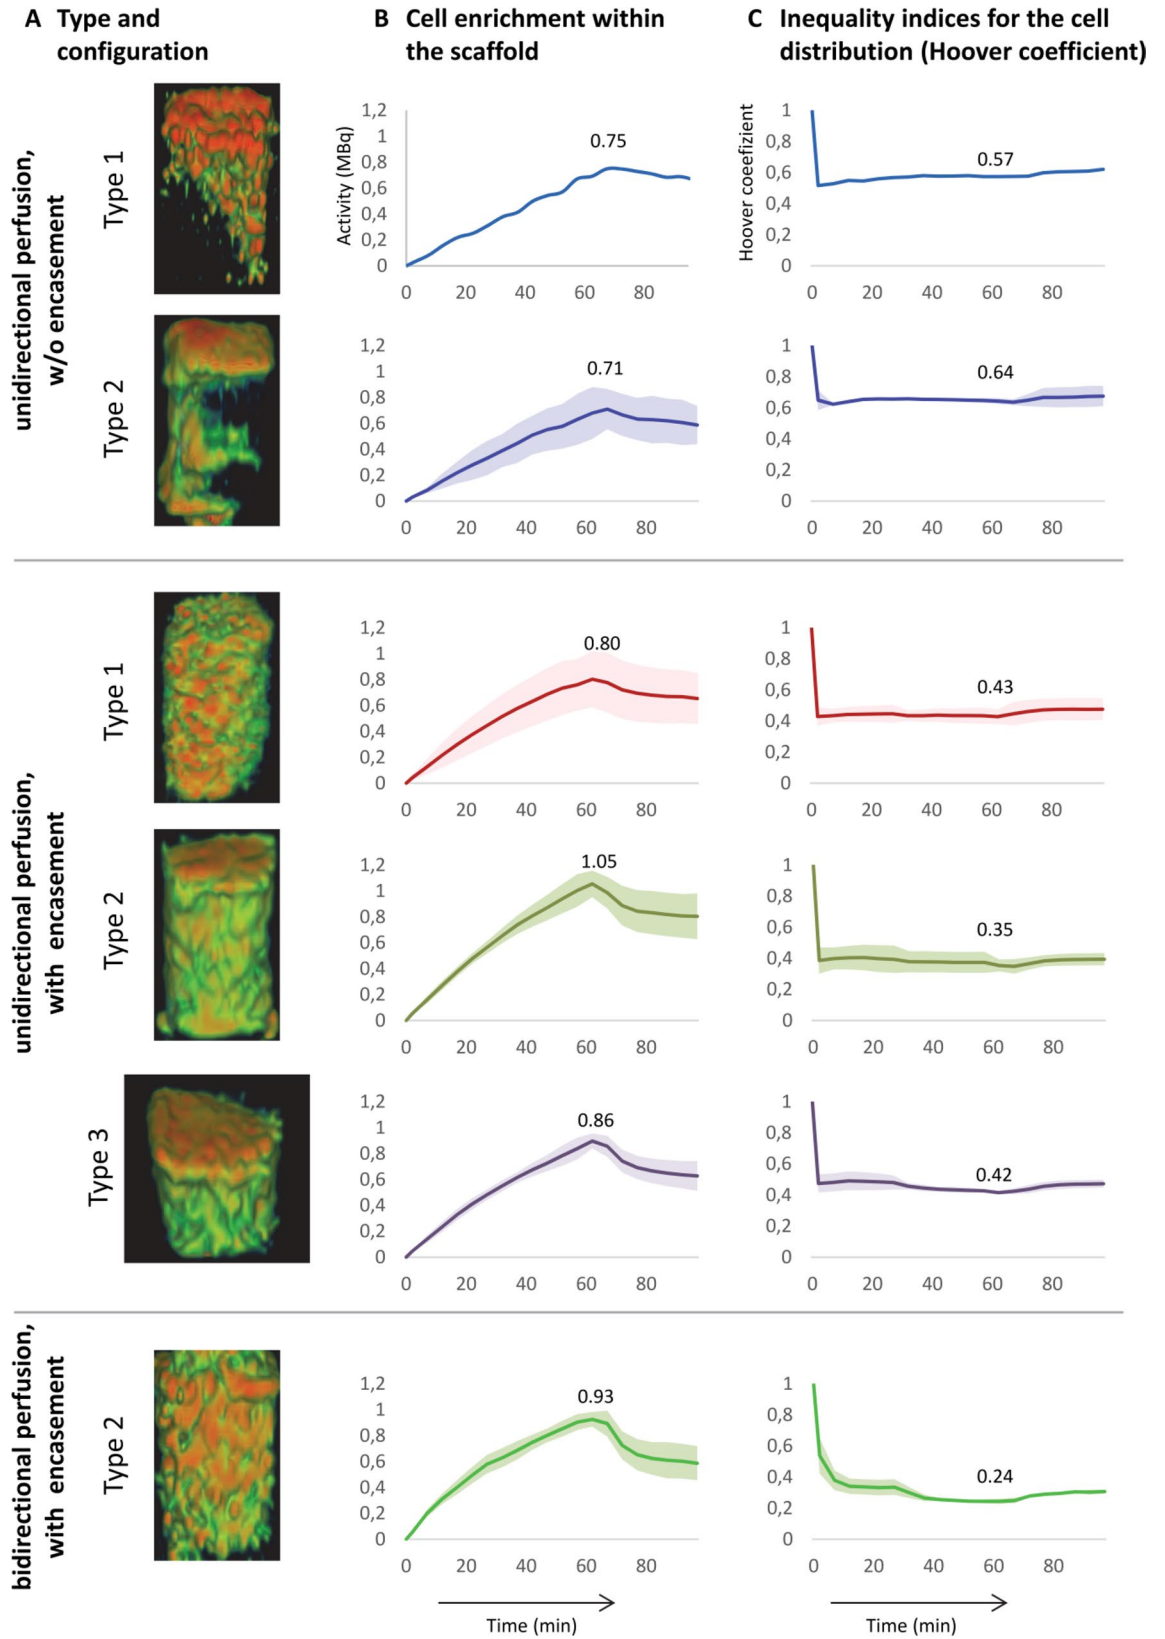 A Type and configuration
B Cell enrichment within the scaffold
C Inequality indices for the cell distribution (Hoover coefficient)
unidirectional perfusion,
w/o encasement
Type 1
Activity (MBq)
1,2
1
0,8
0,6
0,4
0,2
0
0.75
0 20 40 60 80
Hoover coeefizient
1
0,8
0,6
0,4
0,2
0
0.57
0 20 40 60 80
Type 2
1,2
1
0,8
0,6
0,4
0,2
0
0.71
0 20 40 60 80
1
0,8
0,6
0,4
0,2
0
0.64
0 20 40 60 80
unidirectional perfusion,
with encasement
Type 1
1,2
1
0,8
0,6
0,4
0,2
0
0.80
0 20 40 60 80
1
0,8
0,6
0,4
0,2
0
0.43
0 20 40 60 80
Type 2
1,2
1
0,8
0,6
0,4
0,2
0
1.05
0 20 40 60 80
1
0,8
0,6
0,4
0,2
0
0.35
0 20 40 60 80
Type 3
1,2
1
0,8
0,6
0,4
0,2
0
0.86
0 20 40 60 80
1
0,8
0,6
0,4
0,2
0
0.42
0 20 40 60 80
bidirectional perfusion,
with encasement
Type 2
1,2
1
0,8
0,6
0,4
0,2
0
0.93
0 20 40 60 80
Time (min)
1
0,8
0,6
0,4
0,2
0
0.24
0 20 40 60 80
Time (min)